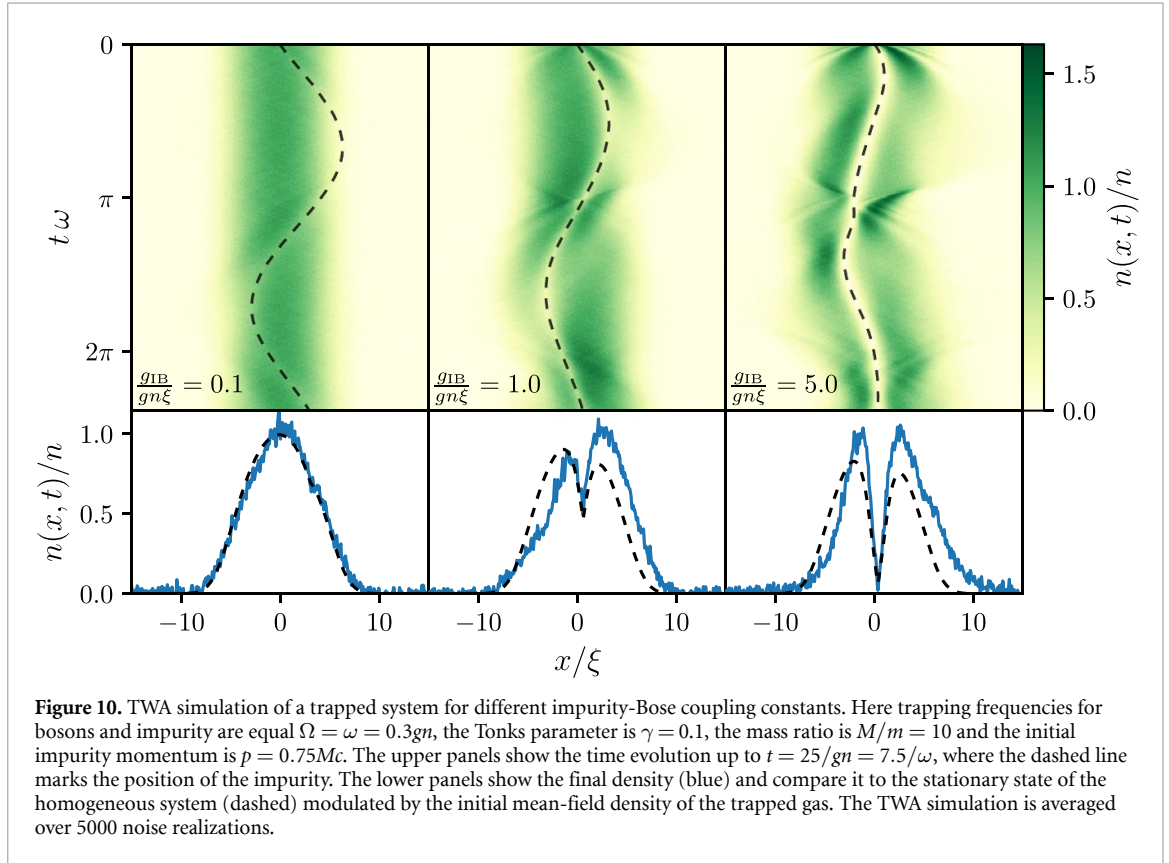 0
π
2π
t ω
g_IB/gnξ = 0.1
g_IB/gnξ = 1.0
g_IB/gnξ = 5.0
1.5
1.0
0.5
0.0
n(x, t)/n
1.0
0.5
0.0
n(x, t)/n
−10 0 10 −10 0 10 −10 0 10
x/ξ
Figure 10. TWA simulation of a trapped system for different impurity-Bose coupling constants. Here trapping frequencies for
bosons and impurity are equal Ω = ω = 0.3gn, the Tonks parameter is γ = 0.1, the mass ratio is M/m = 10 and the initial
impurity momentum is p = 0.75Mc. The upper panels show the time evolution up to t = 25/gn = 7.5/ω, where the dashed line
marks the position of the impurity. The lower panels show the final density (blue) and compare it to the stationary state of the
homogeneous system (dashed) modulated by the initial mean-field density of the trapped gas. The TWA simulation is averaged
over 5000 noise realizations.